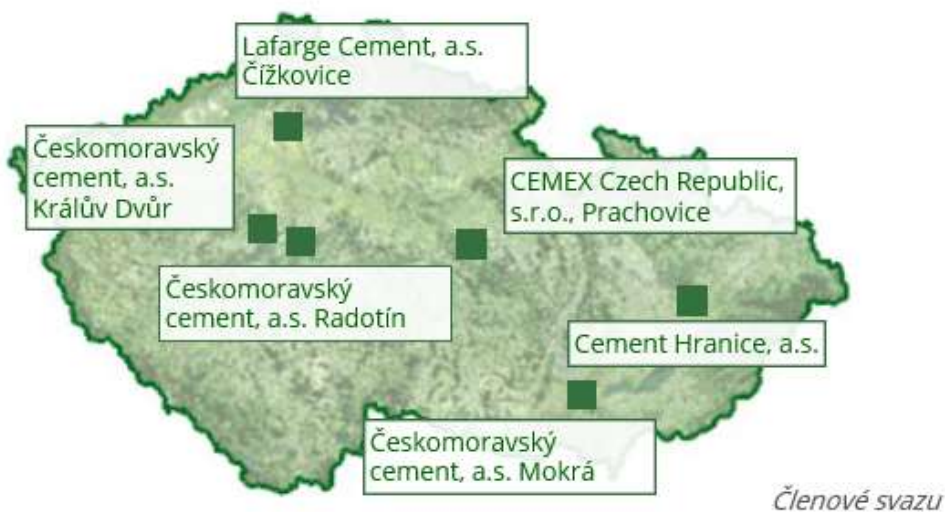 Lafarge Cement, a.s.
Čížkovice
Českomoravský
cement, a.s.
Králův Dvůr
CEMEX Czech Republic,
s.r.o., Prachovice
Českomoravský
cement, a.s. Radotín
Cement Hranice, a.s.
Českomoravský
cement, a.s. Mokrá
Členové svazu